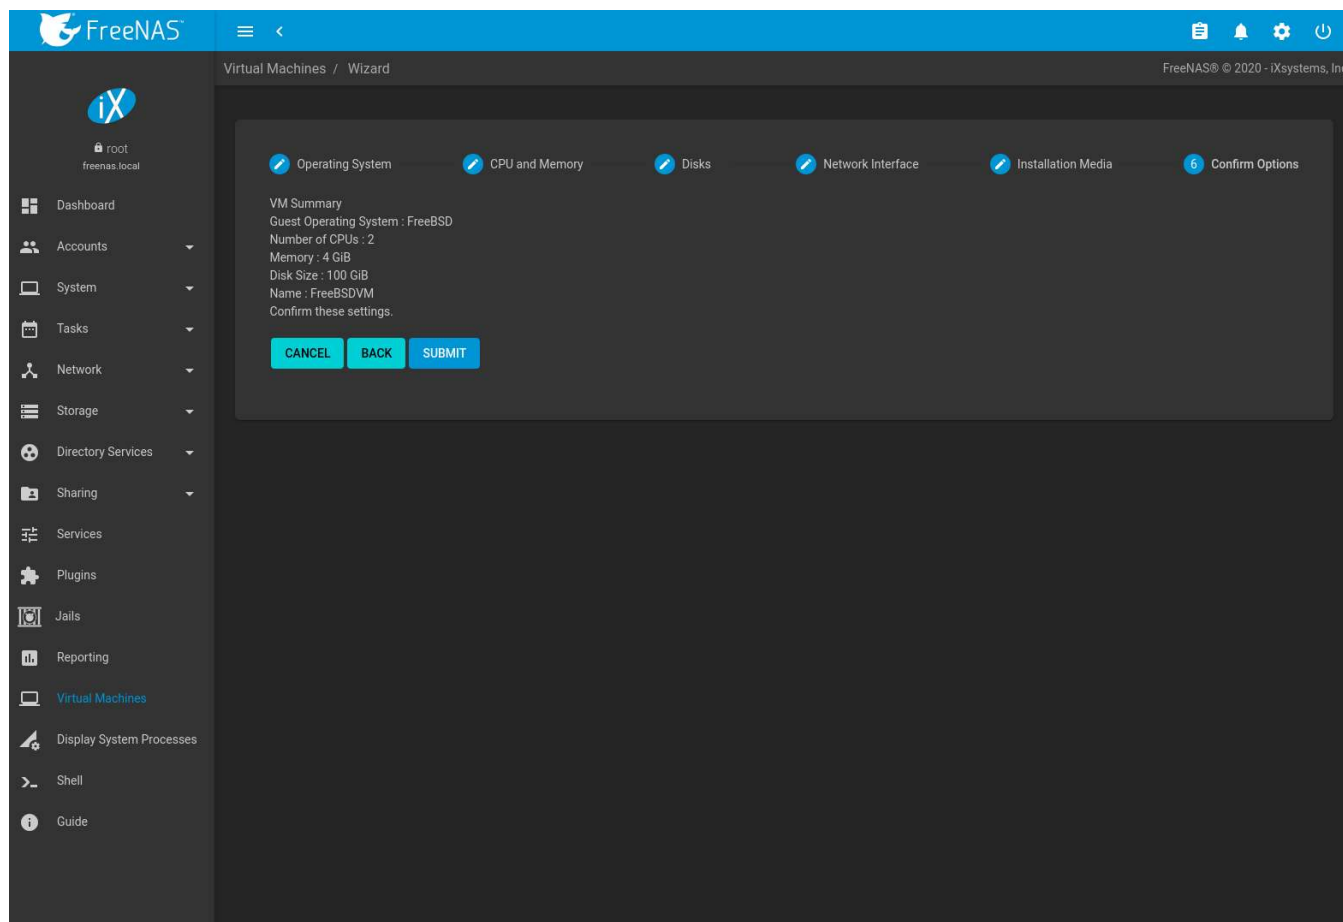 FreeNAS™
Virtual Machines / Wizard
FreeNAS® © 2020 - iXsystems, Inc
iX
root
freenas.local
Dashboard
Accounts
System
Tasks
Network
Storage
Directory Services
Sharing
Services
Plugins
Jails
Reporting
Virtual Machines
Display System Processes
Shell
Guide
Operating System
CPU and Memory
Disks
Network Interface
Installation Media
6 Confirm Options
VM Summary
Guest Operating System : FreeBSD
Number of CPUs : 2
Memory : 4 GiB
Disk Size : 100 GiB
Name : FreeBSDVM
Confirm these settings.
CANCEL BACK SUBMIT